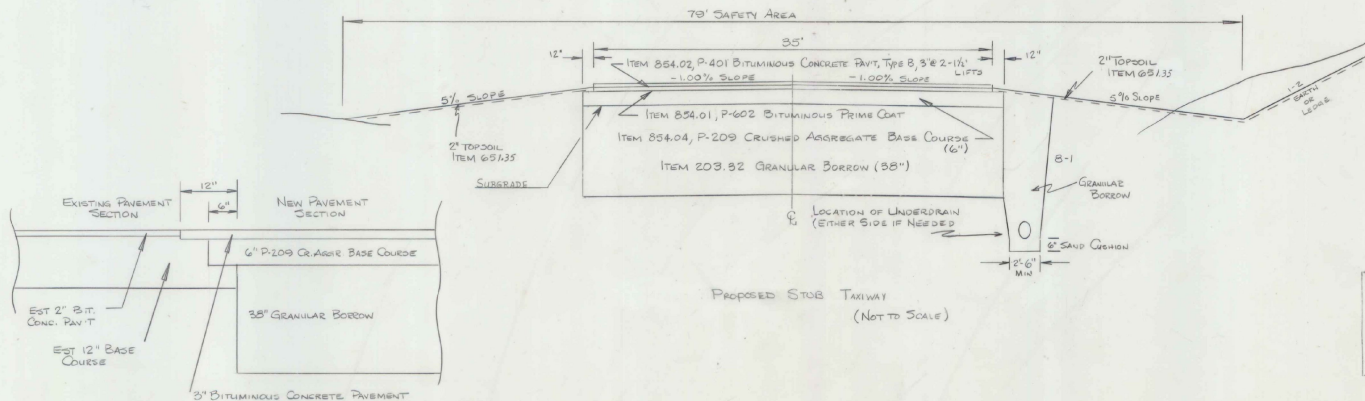 79' SAFETY AREA
35'
12"
12"
ITEM 854.02, P-401 BITUMINOUS CONCRETE PAV'T, TYPE B, 3" @ 2-1½" LIFTS
-1.00% SLOPE
-1.00% SLOPE
2" TOPSOIL
ITEM 651.35
5% SLOPE
5% SLOPE
1-2
EARTH
OR
LEDGE
ITEM 854.01, P-602 BITUMINOUS PRIME COAT
ITEM 854.04, P-209 CRUSHED AGGREGATE BASE COURSE
(6")
2" TOPSOIL
ITEM 651.35
8-1
ITEM 203.32 GRANULAR BORROW (38")
SUBGRADE
GRANULAR
BORROW
LOCATION OF UNDERDRAIN
(EITHER SIDE IF NEEDED
6" SAND CUSHION
2'-6"
MIN
PROPOSED STUB TAXIWAY
(NOT TO SCALE)
12"
EXISTING PAVEMENT
SECTION
6"
NEW PAVEMENT
SECTION
6" P-209 CR. AGGR BASE COURSE
EST 2" BIT.
CONC. PAV'T
38" GRANULAR BORROW
EST 12" BASE
COURSE
3" BITUMINOUS CONCRETE PAVEMENT